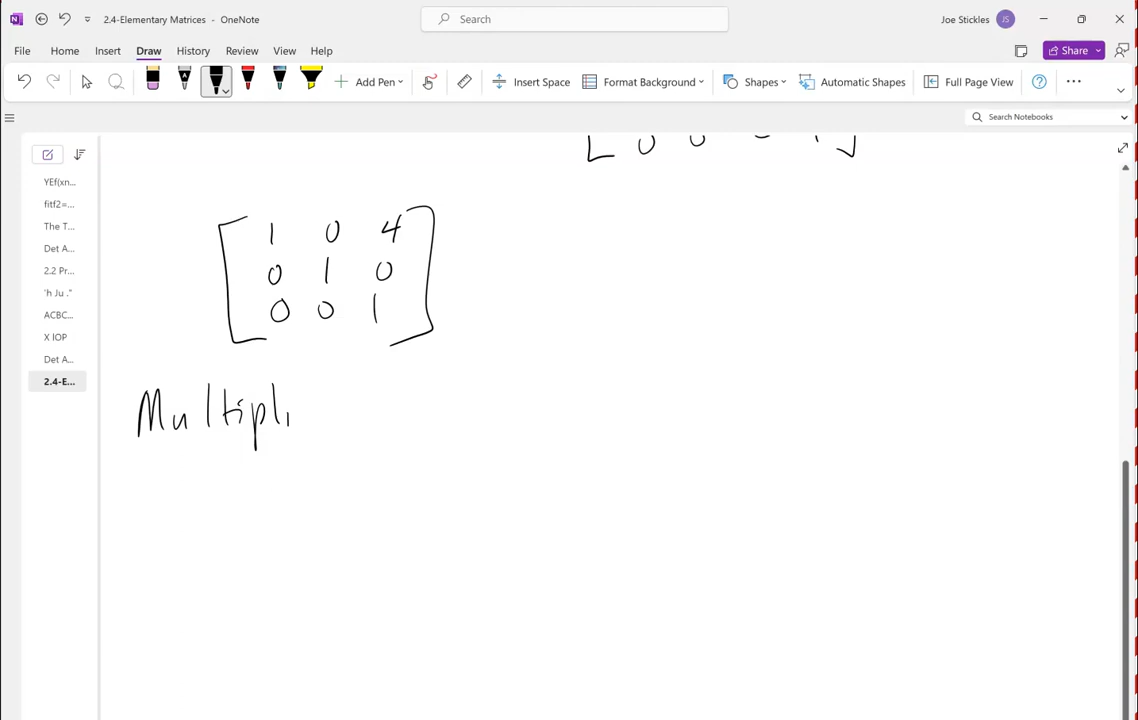 2.4-Elementary Matrices - OneNote
Search
Joe Stickles
JS
File Home Insert Draw History Review View Help
Share
Add Pen
Insert Space
Format Background
Shapes
Automatic Shapes
Full Page View
Search Notebooks
YEf(xn...
fitf2=...
The T...
Det A...
2.2 Pr...
'h Ju ."
ACBC...
X IOP
Det A...
2.4-E...
1 0 4
0 1 0
0 0 1
Multipli